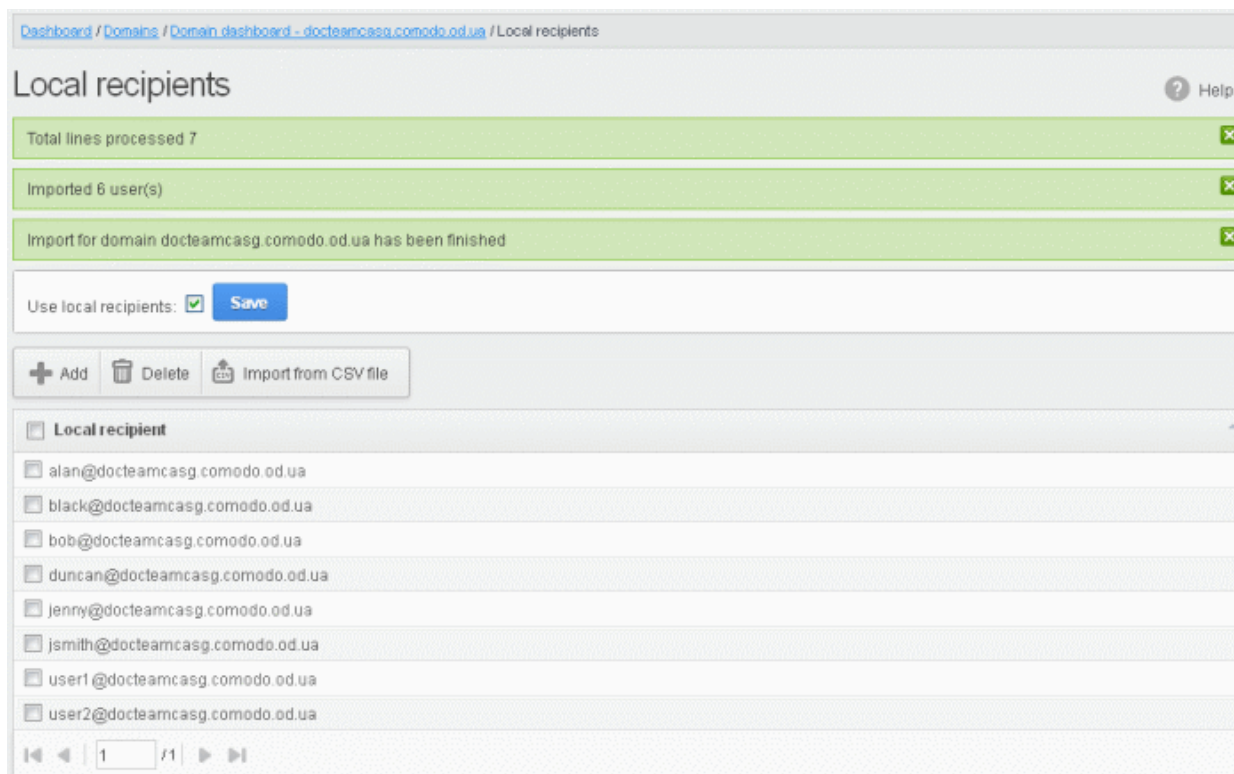 Dashboard / Domains / Domain dashboard - docteamcasg.comodo.od.ua / Local recipients
Local recipients
Help
Total lines processed 7
Imported 6 user(s)
Import for domain docteamcasg.comodo.od.ua has been finished
Use local recipients: Save
Add Delete Import from CSV file
Local recipient
alan@docteamcasg.comodo.od.ua
black@docteamcasg.comodo.od.ua
bob@docteamcasg.comodo.od.ua
duncan@docteamcasg.comodo.od.ua
jenny@docteamcasg.comodo.od.ua
jsmith@docteamcasg.comodo.od.ua
user1@docteamcasg.comodo.od.ua
user2@docteamcasg.comodo.od.ua
1 /1